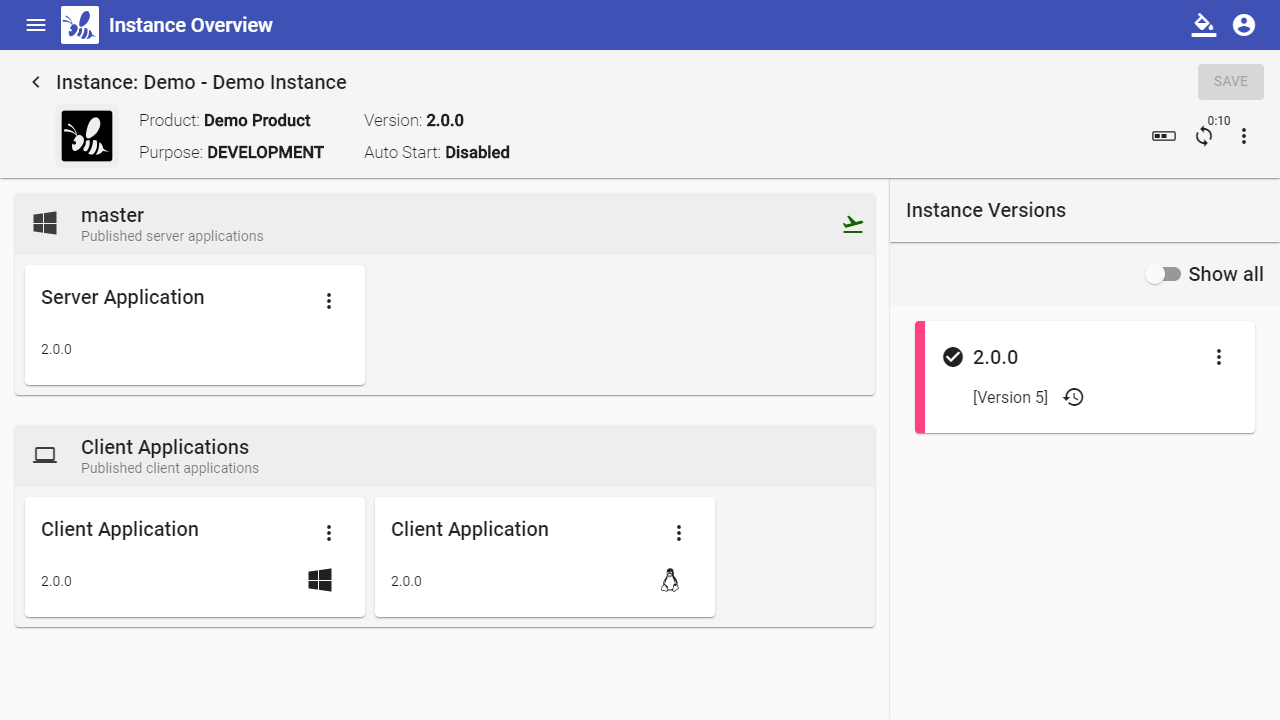 Instance Overview
Instance: Demo - Demo Instance
SAVE
Product: Demo Product
Version: 2.0.0
0:10
Purpose: DEVELOPMENT
Auto Start: Disabled
master
Published server applications
Server Application
2.0.0
Client Applications
Published client applications
Client Application
2.0.0
Client Application
2.0.0
Instance Versions
Show all
2.0.0
[Version 5]